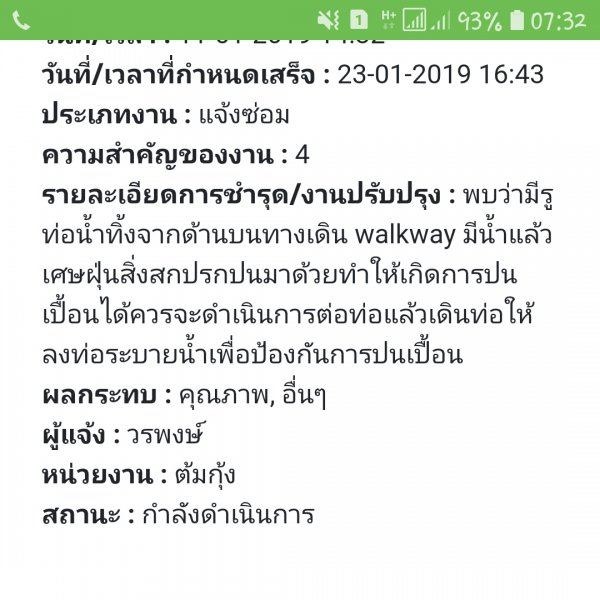 93% 07:32
วันที่/เวลาที่กำหนดเสร็จ : 23-01-2019 16:43
ประเภทงาน : แจ้งซ่อม
ความสำคัญของงาน : 4
รายละเอียดการชำรุด/งานปรับปรุง : พบว่ามีรู
ท่อน้ำทิ้งจากด้านบนทางเดิน walkway มีน้ำแล้ว
เศษฝุ่นสิ่งสกปรกปนมาด้วยทำให้เกิดการปน
เปื้อนได้ควรจะดำเนินการต่อท่อแล้วเดินท่อให้
ลงท่อระบายน้ำเพื่อป้องกันการปนเปื้อน
ผลกระทบ : คุณภาพ, อื่นๆ
ผู้แจ้ง : วรพงษ์
หน่วยงาน : ต้มกุ้ง
สถานะ : กำลังดำเนินการ